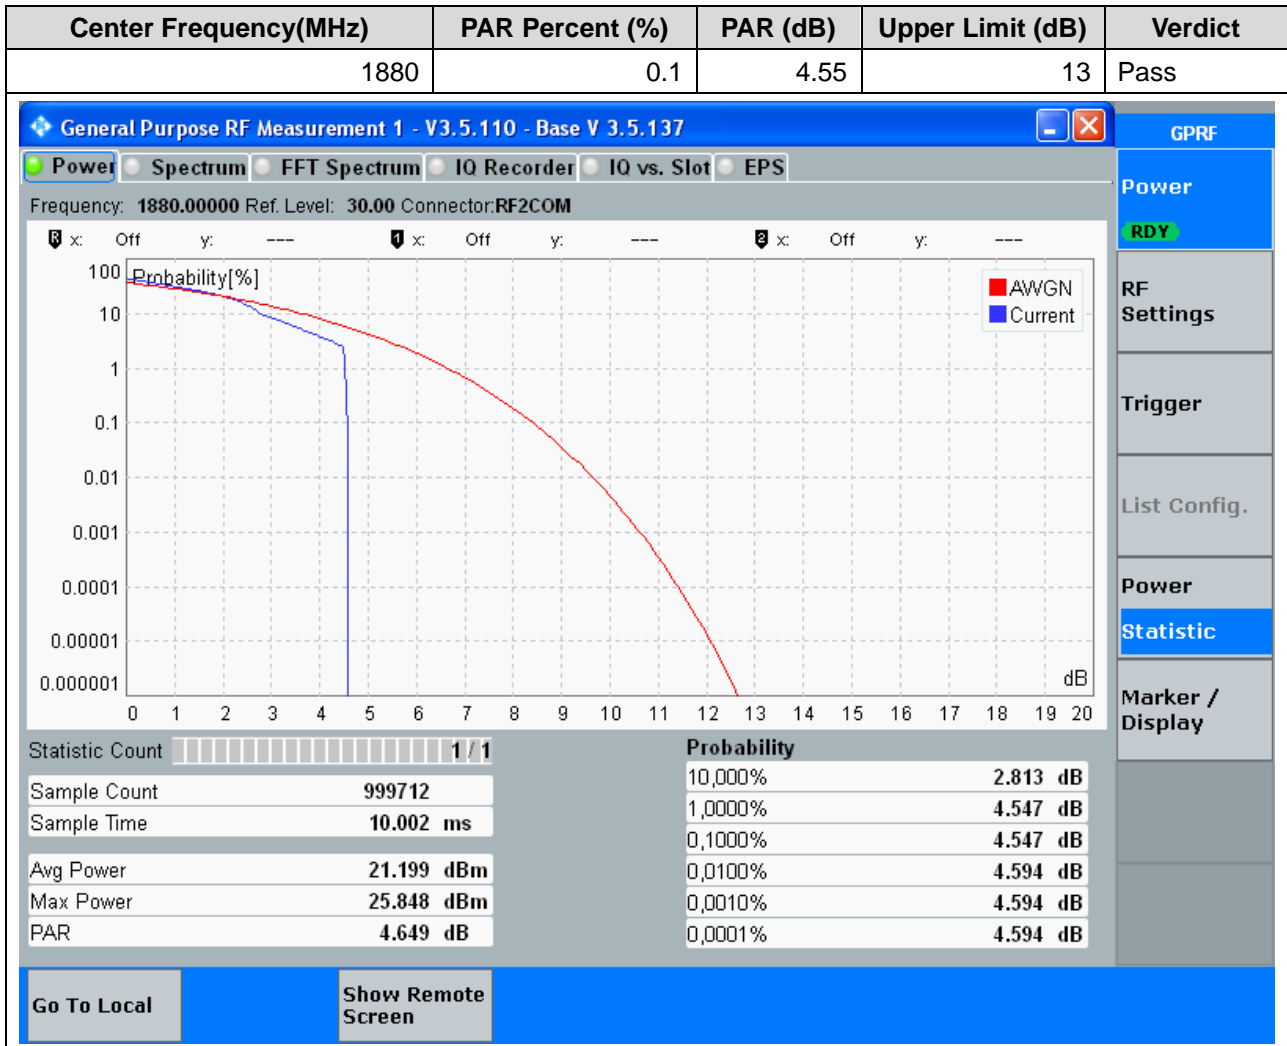 Center Frequency(MHz) PAR Percent (%) PAR (dB) Upper Limit (dB) Verdict
1880 0.1 4.55 13 Pass
General Purpose RF Measurement 1 - V3.5.110 - Base V 3.5.137
GPRF
Power Spectrum FFT Spectrum IQ Recorder IQ vs. Slot EPS
Frequency: 1880.00000 Ref. Level: 30.00 Connector:RF2COM
R x: Off y: --- 1 x: Off y: --- 2 x: Off y: ---
Probability[%]
AWGN
Current
100
10
1
0.1
0.01
0.001
0.0001
0.00001
0.000001
dB
0 1 2 3 4 5 6 7 8 9 10 11 12 13 14 15 16 17 18 19 20
Statistic Count 1 / 1
Sample Count 999712
Sample Time 10.002 ms
Avg Power 21.199 dBm
Max Power 25.848 dBm
PAR 4.649 dB
Probability
10,000% 2.813 dB
1,0000% 4.547 dB
0,1000% 4.547 dB
0,0100% 4.594 dB
0,0010% 4.594 dB
0,0001% 4.594 dB
Power
RDY
RF
Settings
Trigger
List Config.
Power
Statistic
Marker /
Display
Go To Local
Show Remote
Screen